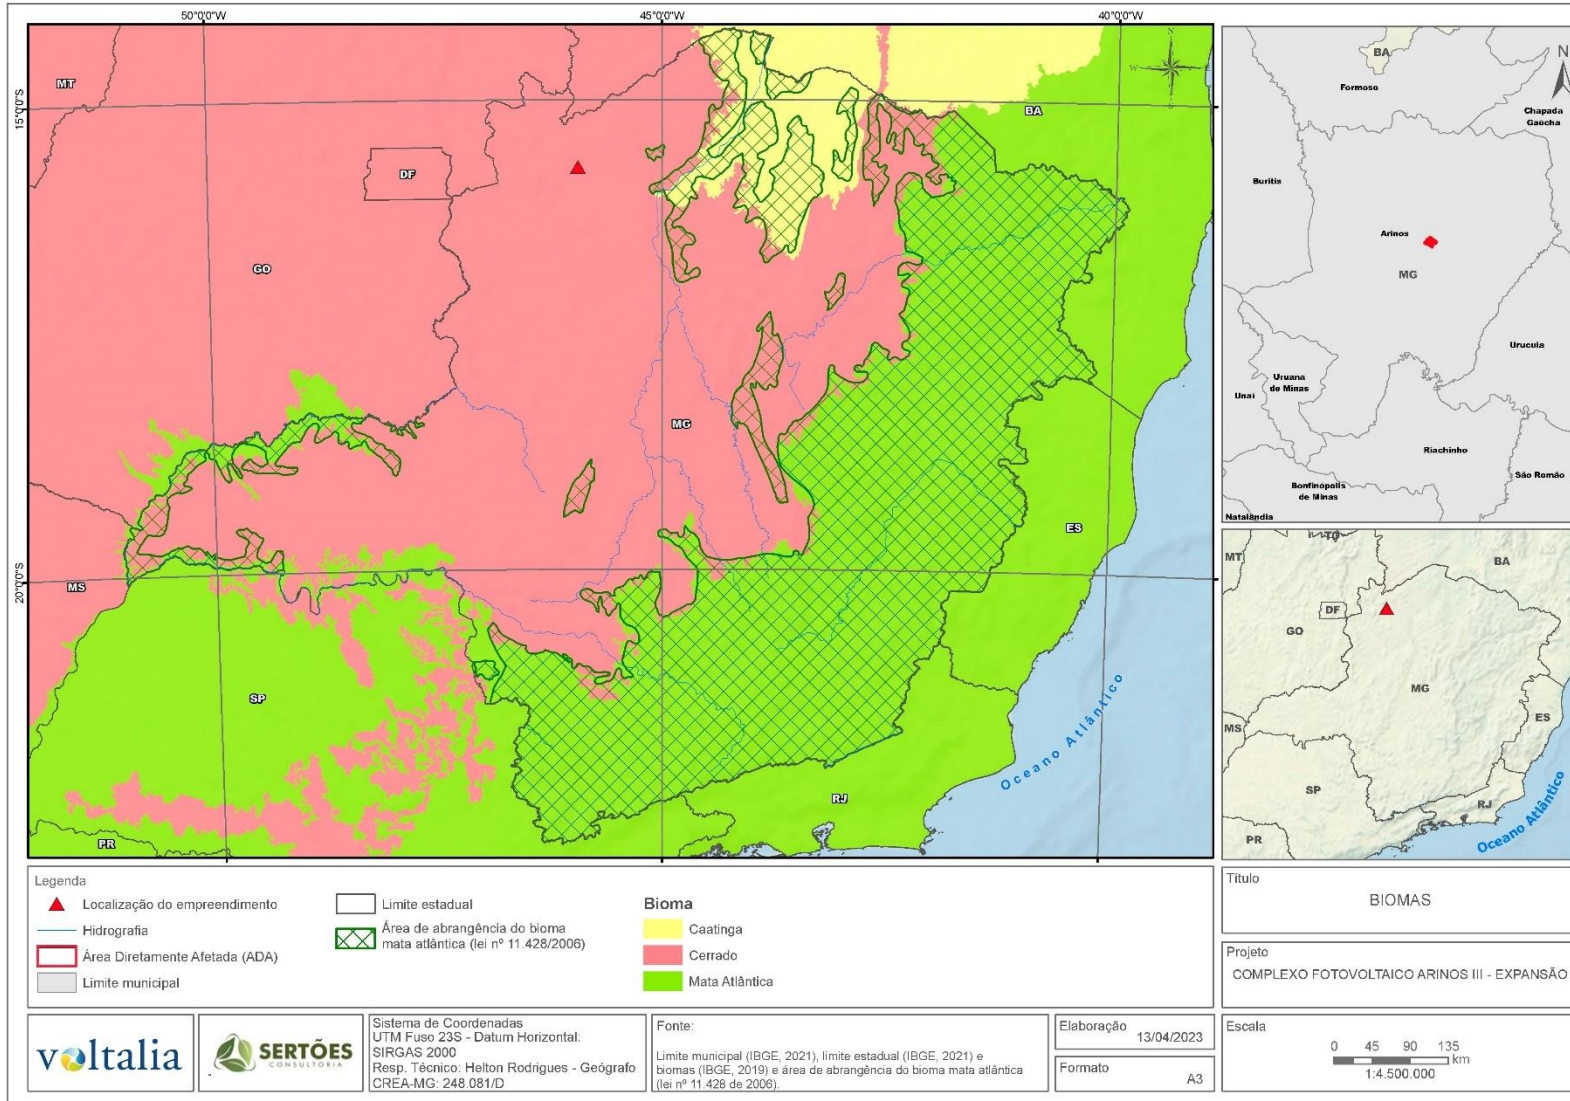 50°0'0"W
45°0'0"W
40°0'0"W
15°0'0"S
20°0'0"S
MT
DF
GO
BA
MG
MS
ES
SP
RJ
PR
N
W
E
S
Oceano Atlântico
BA
N
Formoso
Chapada
Gaúcha
Buritis
Arinos
MG
Urucuia
Uruana
de Minas
Unaí
Riachinho
São Romão
Bonfinópolis
de Minas
Natalândia
MT
TO
BA
DF
GO
MG
MS
ES
SP
RJ
PR
Oceano Atlântico
Legenda
Localização do empreendimento
Hidrografia
Área Diretamente Afetada (ADA)
Limite municipal
Limite estadual
Área de abrangência do bioma
mata atlântica (lei nº 11.428/2006)
Bioma
Caatinga
Cerrado
Mata Atlântica
Título
BIOMAS
Projeto
COMPLEXO FOTOVOLTAICO ARINOS III - EXPANSÃO
voltalia
SERTÕES
CONSULTORIA
Sistema de Coordenadas
UTM Fuso 23S - Datum Horizontal:
SIRGAS 2000
Resp. Técnico: Helton Rodrigues - Geógrafo
CREA-MG: 248.081/D
Fonte:
Limite municipal (IBGE, 2021), limite estadual (IBGE, 2021) e
biomas (IBGE, 2019) e área de abrangência do bioma mata atlântica
(lei nº 11.428 de 2006).
Elaboração
13/04/2023
Formato
A3
Escala
0 45 90 135
km
1:4.500.000